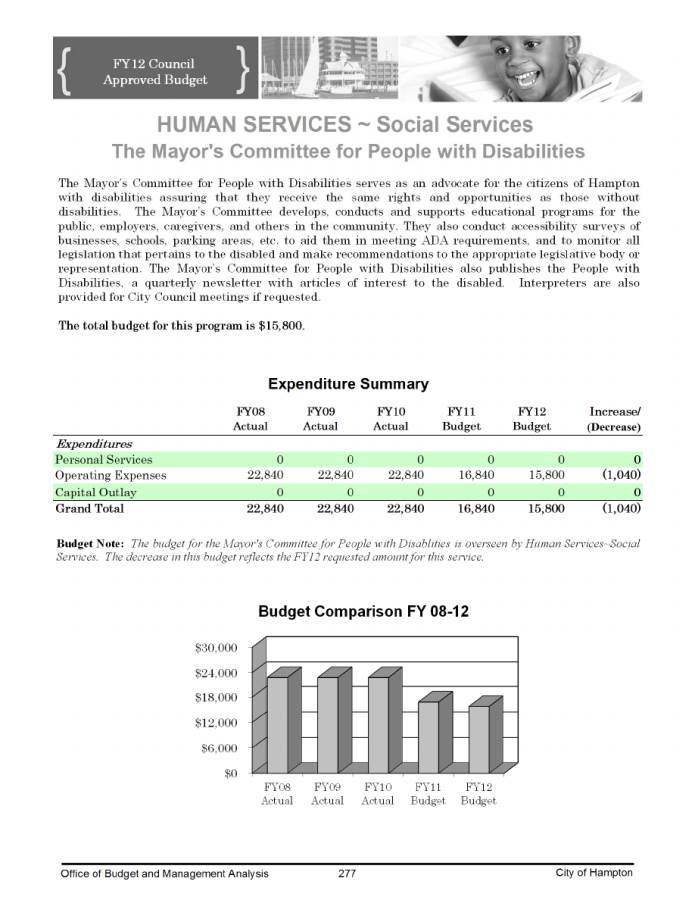 FY12 Council
Approved Budget
HUMAN SERVICES ~ Social Services
The Mayor's Committee for People with Disabilities
The Mayor's Committee for People with Disabilities serves as an advocate for the citizens of Hampton
with disabilities assuring that they receive the same rights and opportunities as those without
disabilities. The Mayor's Committee develops, conducts and supports educational programs for the
public, employers, caregivers, and others in the community. They also conduct accessibility surveys of
businesses, schools, parking areas, etc. to aid them in meeting ADA requirements, and to monitor all
legislation that pertains to the disabled and make recommendations to the appropriate legislative body or
representation. The Mayor's Committee for People with Disabilities also publishes the People with
Disabilities, a quarterly newsletter with articles of interest to the disabled. Interpreters are also
provided for City Council meetings if requested.
The total budget for this program is $15,800.
Expenditure Summary
FY08 FY09 FY10 FY11 FY12 Increase/
Actual Actual Actual Budget Budget (Decrease)
Expenditures
Personal Services 0 0 0 0 0 0
Operating Expenses 22,840 22,840 22,840 16,840 15,800 (1,040)
Capital Outlay 0 0 0 0 0 0
Grand Total 22,840 22,840 22,840 16,840 15,800 (1,040)
Budget Note: The budget for the Mayor's Committee for People with Disablities is overseen by Human Services~Social
Services. The decrease in this budget reflects the FY12 requested amount for this service.
Budget Comparison FY 08-12
$30,000
$24,000
$18,000
$12,000
$6,000
$0
FY08 FY09 FY10 FY11 FY12
Actual Actual Actual Budget Budget
Office of Budget and Management Analysis 277 City of Hampton